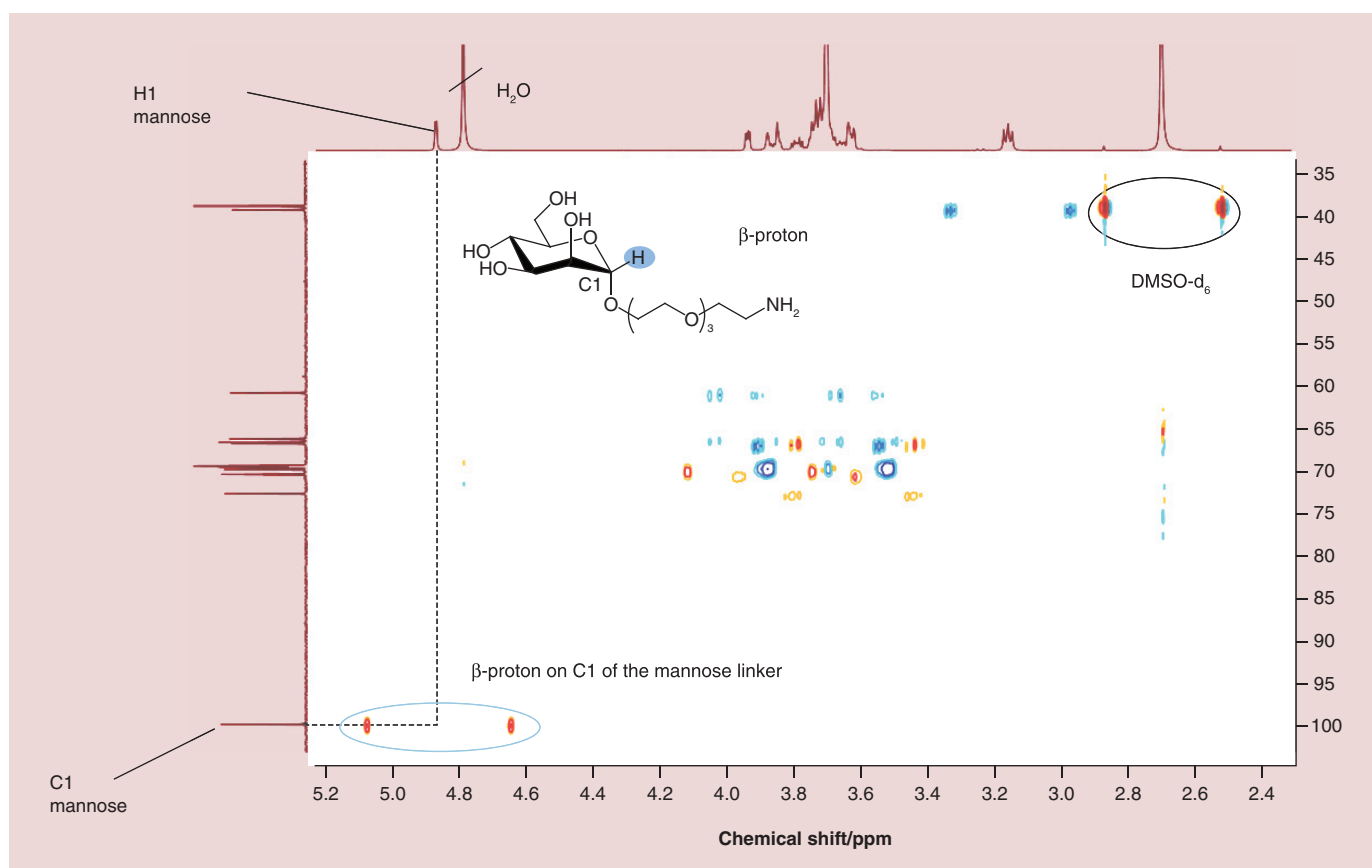 H1
mannose
H₂O
OH
OH
O
HO
HO
H
C1
O
O
3
NH₂
β-proton
DMSO-d₆
35
40
45
50
55
60
65
70
75
80
85
90
95
100
β-proton on C1 of the mannose linker
C1
mannose
5.2 5.0 4.8 4.6 4.4 4.2 4.0 3.8 3.6 3.4 3.2 3.0 2.8 2.6 2.4
Chemical shift/ppm